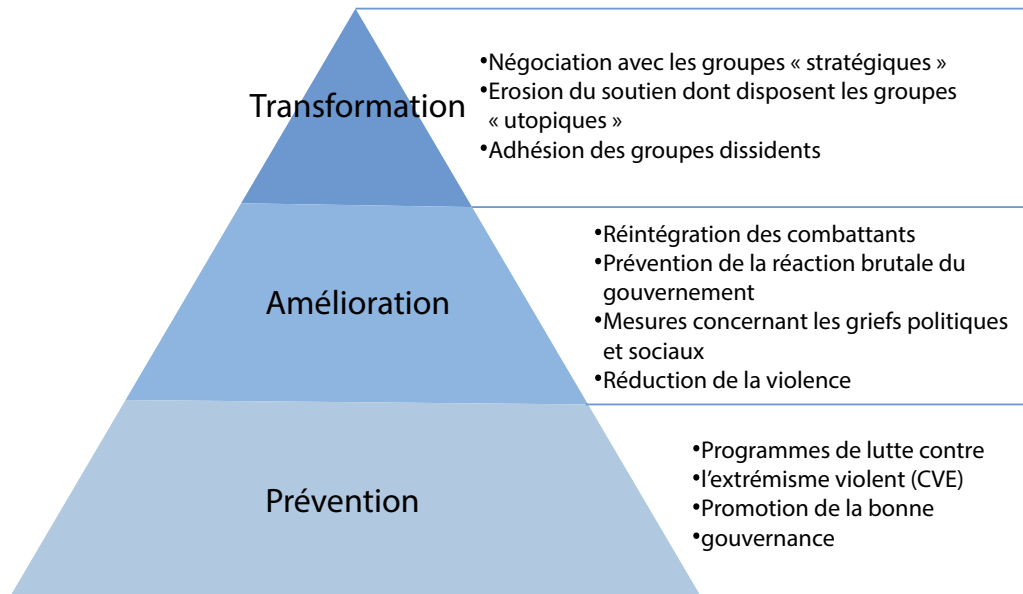 Transformation
•Négociation avec les groupes « stratégiques »
•Erosion du soutien dont disposent les groupes
« utopiques »
•Adhésion des groupes dissidents
Amélioration
•Réintégration des combattants
•Prévention de la réaction brutale du
gouvernement
•Mesures concernant les griefs politiques
et sociaux
•Réduction de la violence
Prévention
•Programmes de lutte contre
•l’extrémisme violent (CVE)
•Promotion de la bonne
•gouvernance